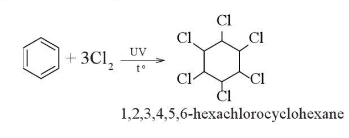 Cl
Cl Cl
+ 3Cl₂ UV
t°
Cl Cl
Cl
1,2,3,4,5,6-hexachlorocyclohexane